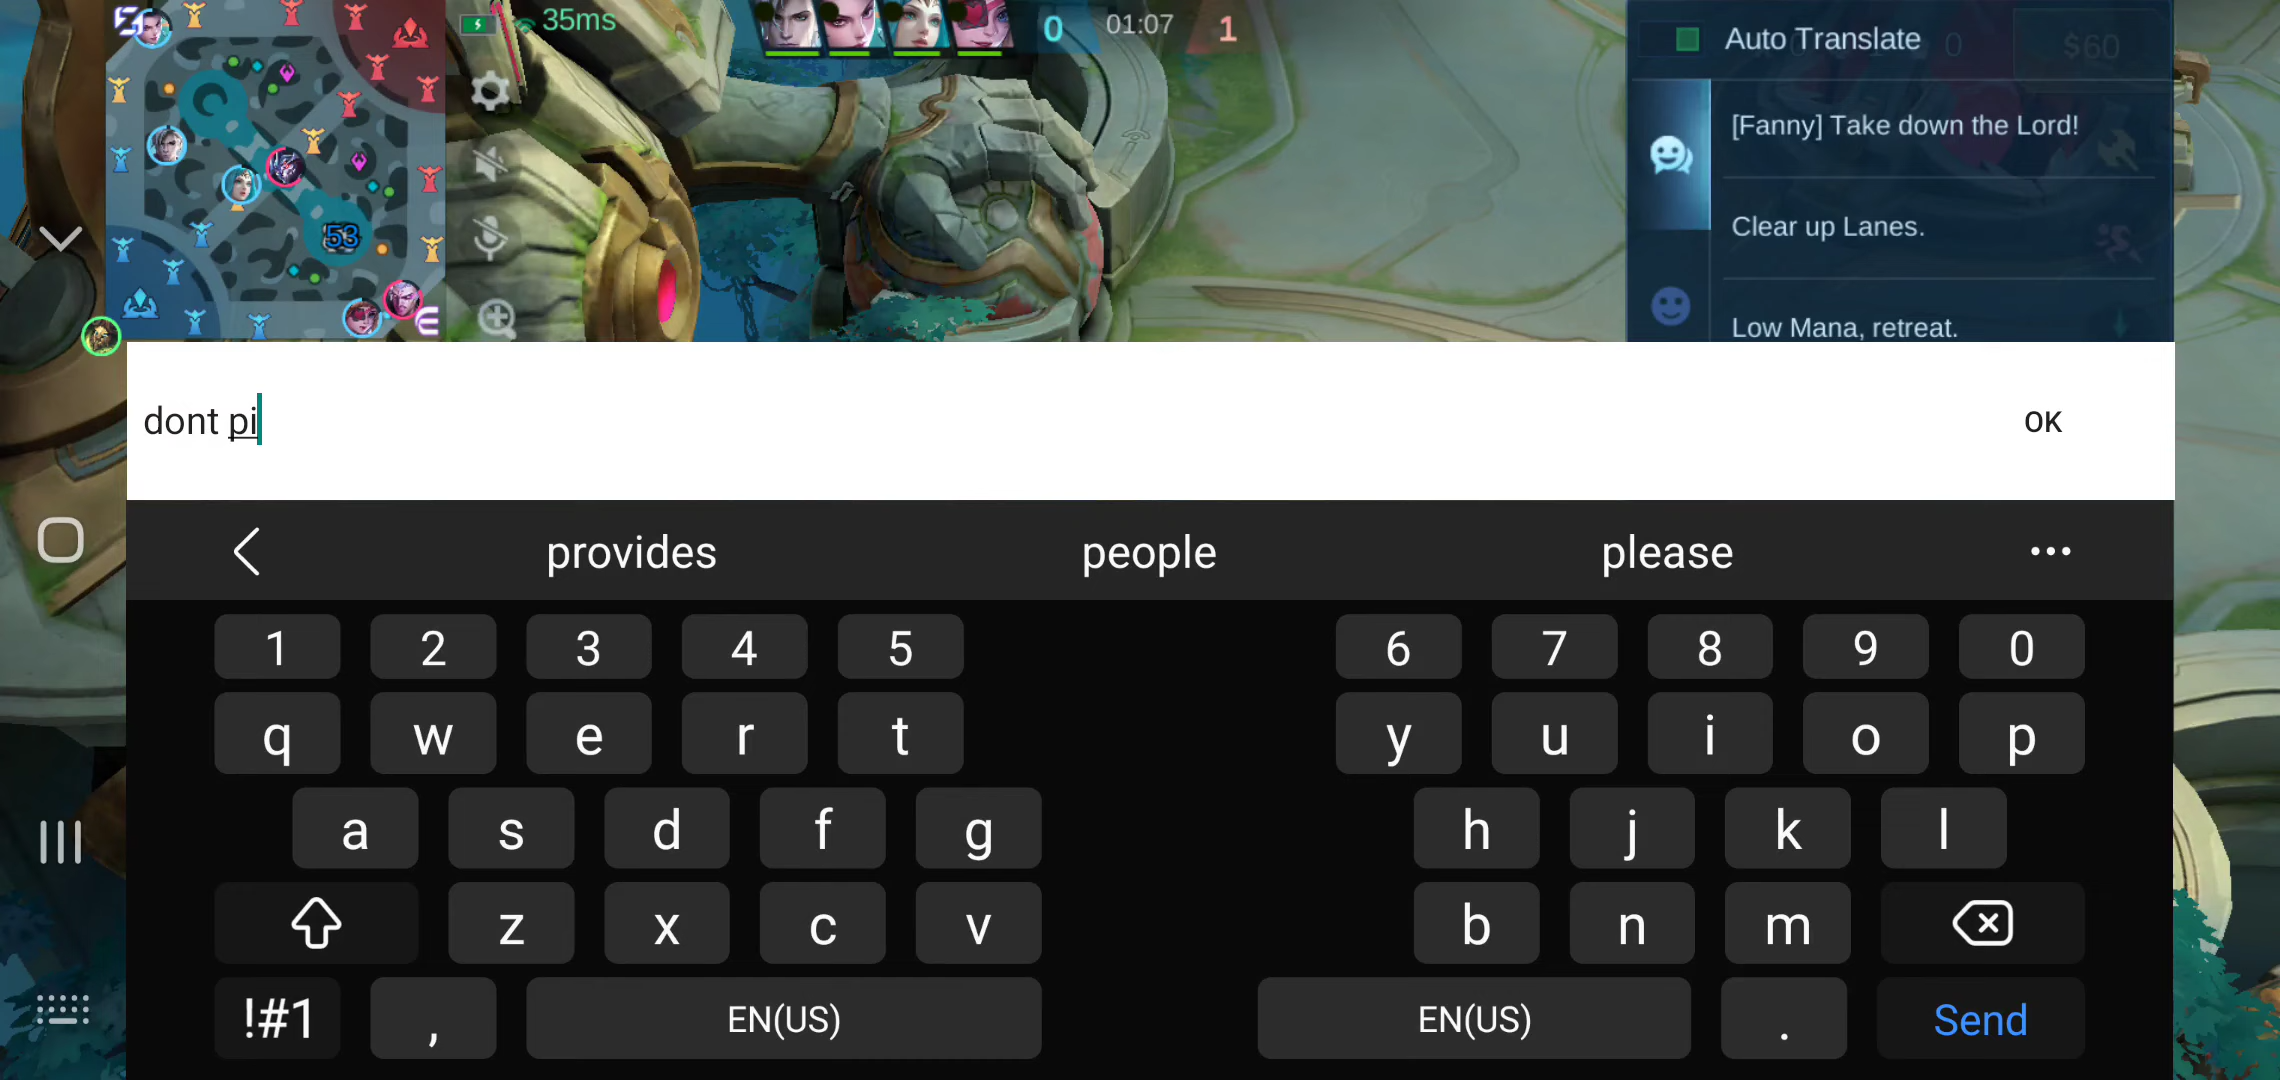 35ms
0 01:07 1
Auto Translate
0 $60
[Fanny] Take down the Lord!
Clear up Lanes.
Low Mana, retreat.
53
dont pi
OK
provides people please
1 2 3 4 5 6 7 8 9 0
q w e r t y u i o p
a s d f g h j k l
z x c v b n m
!#1 , EN(US) EN(US) . Send